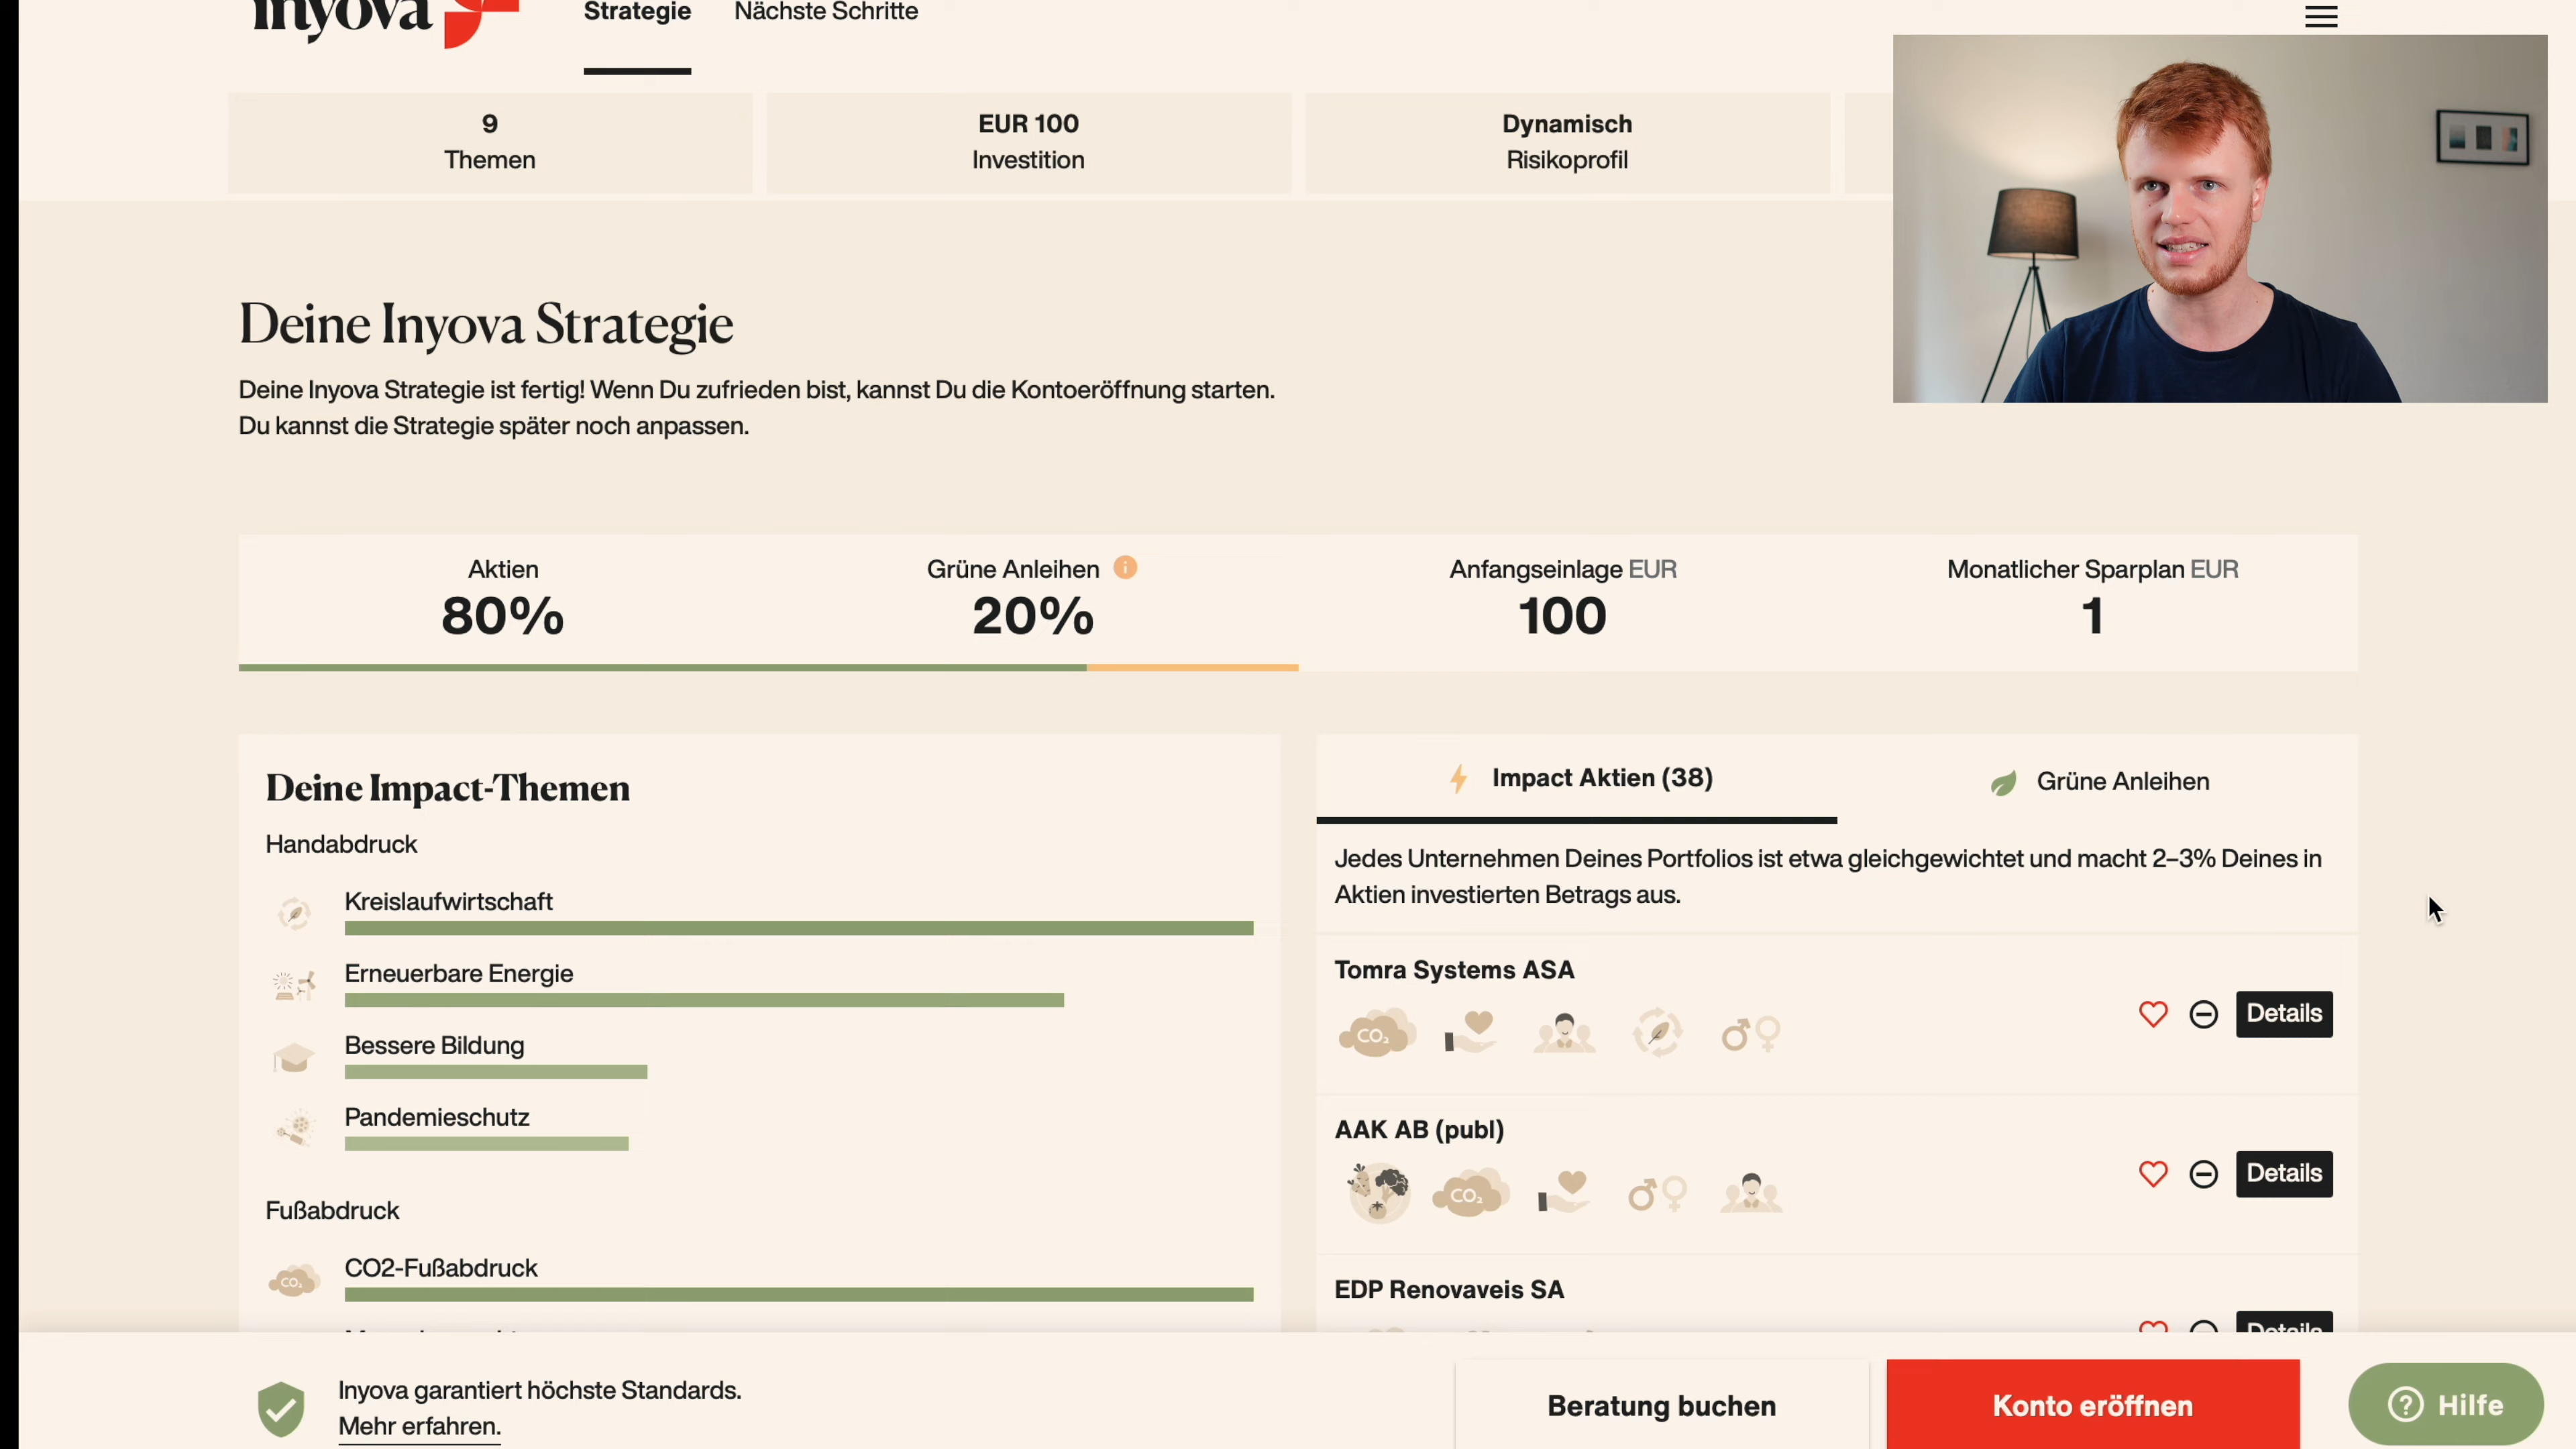 inyova
Strategie
Nächste Schritte
9
Themen
EUR 100
Investition
Dynamisch
Risikoprofil
Deine Inyova Strategie
Deine Inyova Strategie ist fertig! Wenn Du zufrieden bist, kannst Du die Kontoeröffnung starten.
Du kannst die Strategie später noch anpassen.
Aktien
80%
Grüne Anleihen
20%
Anfangseinlage EUR
100
Monatlicher Sparplan EUR
1
Deine Impact-Themen
Handabdruck
Kreislaufwirtschaft
Erneuerbare Energie
Bessere Bildung
Pandemieschutz
Fußabdruck
CO₂
CO2-Fußabdruck
Impact Aktien (38)
Grüne Anleihen
Jedes Unternehmen Deines Portfolios ist etwa gleichgewichtet und macht 2–3% Deines in
Aktien investierten Betrags aus.
Tomra Systems ASA
CO₂
Details
AAK AB (publ)
CO₂
Details
EDP Renovaveis SA
Details
Inyova garantiert höchste Standards.
Mehr erfahren.
Beratung buchen
Konto eröffnen
Hilfe